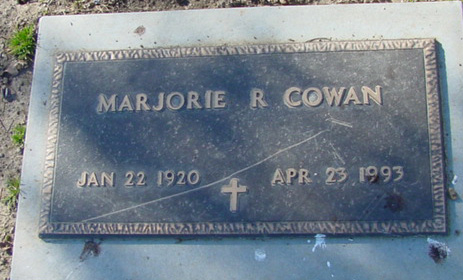 MARJORIE R COWAN
JAN 22 1920 APR 23 1993